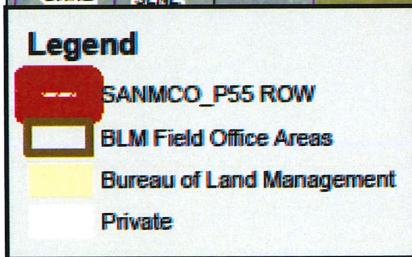 Legend
SANMCO_P55 ROW
BLM Field Office Areas
Bureau of Land Management
Private